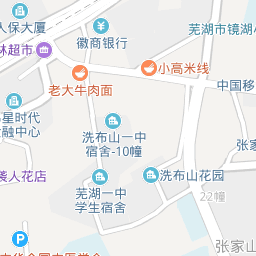 人保大厦
徽商银行
芜湖市镜湖小
林超市
老大牛肉面
小高米线
中国移
星时代
融中心
洗布山一中
宿舍-10幢
张家
袭人花店
芜湖一中
学生宿舍
洗布山花园
22幢
张家山